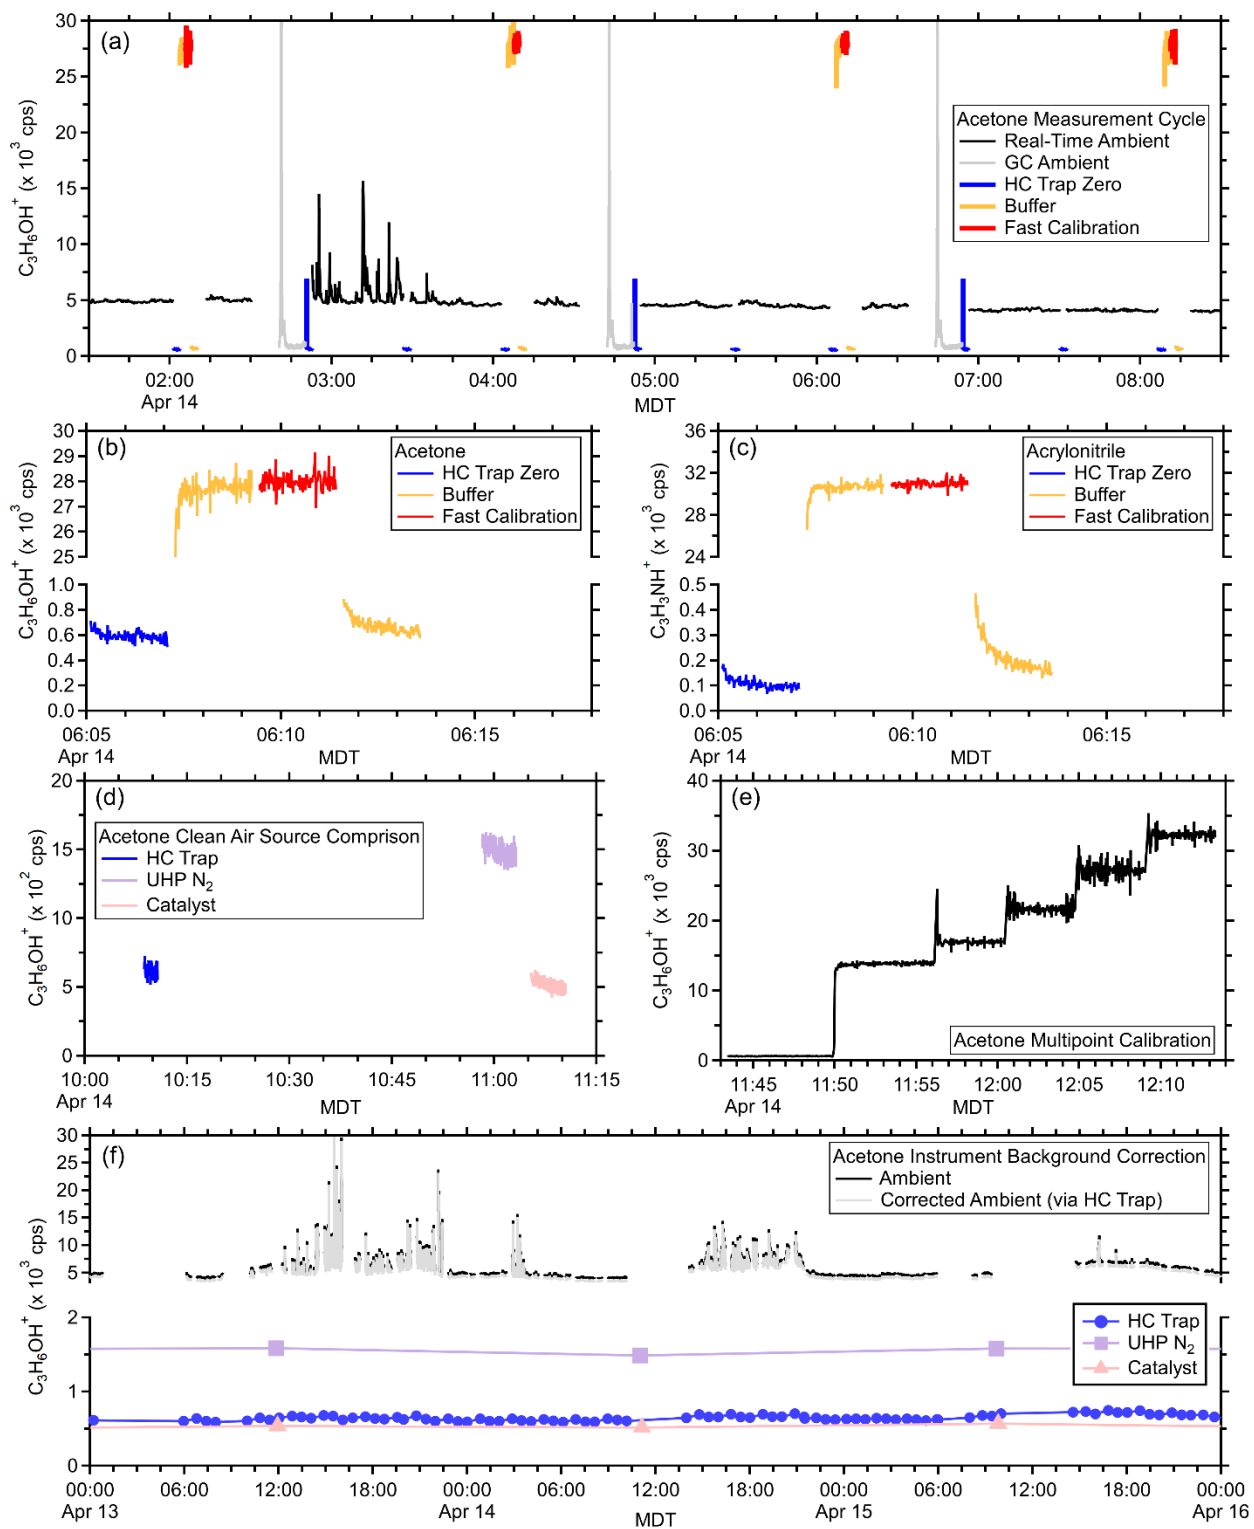 (a)
30
25
20
15
10
5
0
C3H6OH+ (x 10^3 cps)
Acetone Measurement Cycle
Real-Time Ambient
GC Ambient
HC Trap Zero
Buffer
Fast Calibration
02:00 03:00 04:00 05:00 06:00 07:00 08:00
Apr 14
MDT
(b)
30
29
28
27
26
25
1.0
0.8
0.6
0.4
0.2
0.0
C3H6OH+ (x 10^3 cps)
Acetone
HC Trap Zero
Buffer
Fast Calibration
06:05 06:10 06:15
Apr 14
MDT
(c)
36
32
28
24
0.5
0.4
0.3
0.2
0.1
0.0
C3H3NH+ (x 10^3 cps)
Acrylonitrile
HC Trap Zero
Buffer
Fast Calibration
06:05 06:10 06:15
Apr 14
MDT
(d)
20
15
10
5
0
C3H6OH+ (x 10^2 cps)
Acetone Clean Air Source Comprison
HC Trap
UHP N2
Catalyst
10:00 10:15 10:30 10:45 11:00 11:15
Apr 14
MDT
(e)
40
30
20
10
0
C3H6OH+ (x 10^3 cps)
Acetone Multipoint Calibration
11:45 11:50 11:55 12:00 12:05 12:10
Apr 14
MDT
(f)
30
25
20
15
10
5
2
1
0
C3H6OH+ (x 10^3 cps)
Acetone Instrument Background Correction
Ambient
Corrected Ambient (via HC Trap)
HC Trap
UHP N2
Catalyst
00:00 06:00 12:00 18:00 00:00 06:00 12:00 18:00 00:00 06:00 12:00 18:00 00:00
Apr 13 Apr 14 Apr 15 Apr 16
MDT